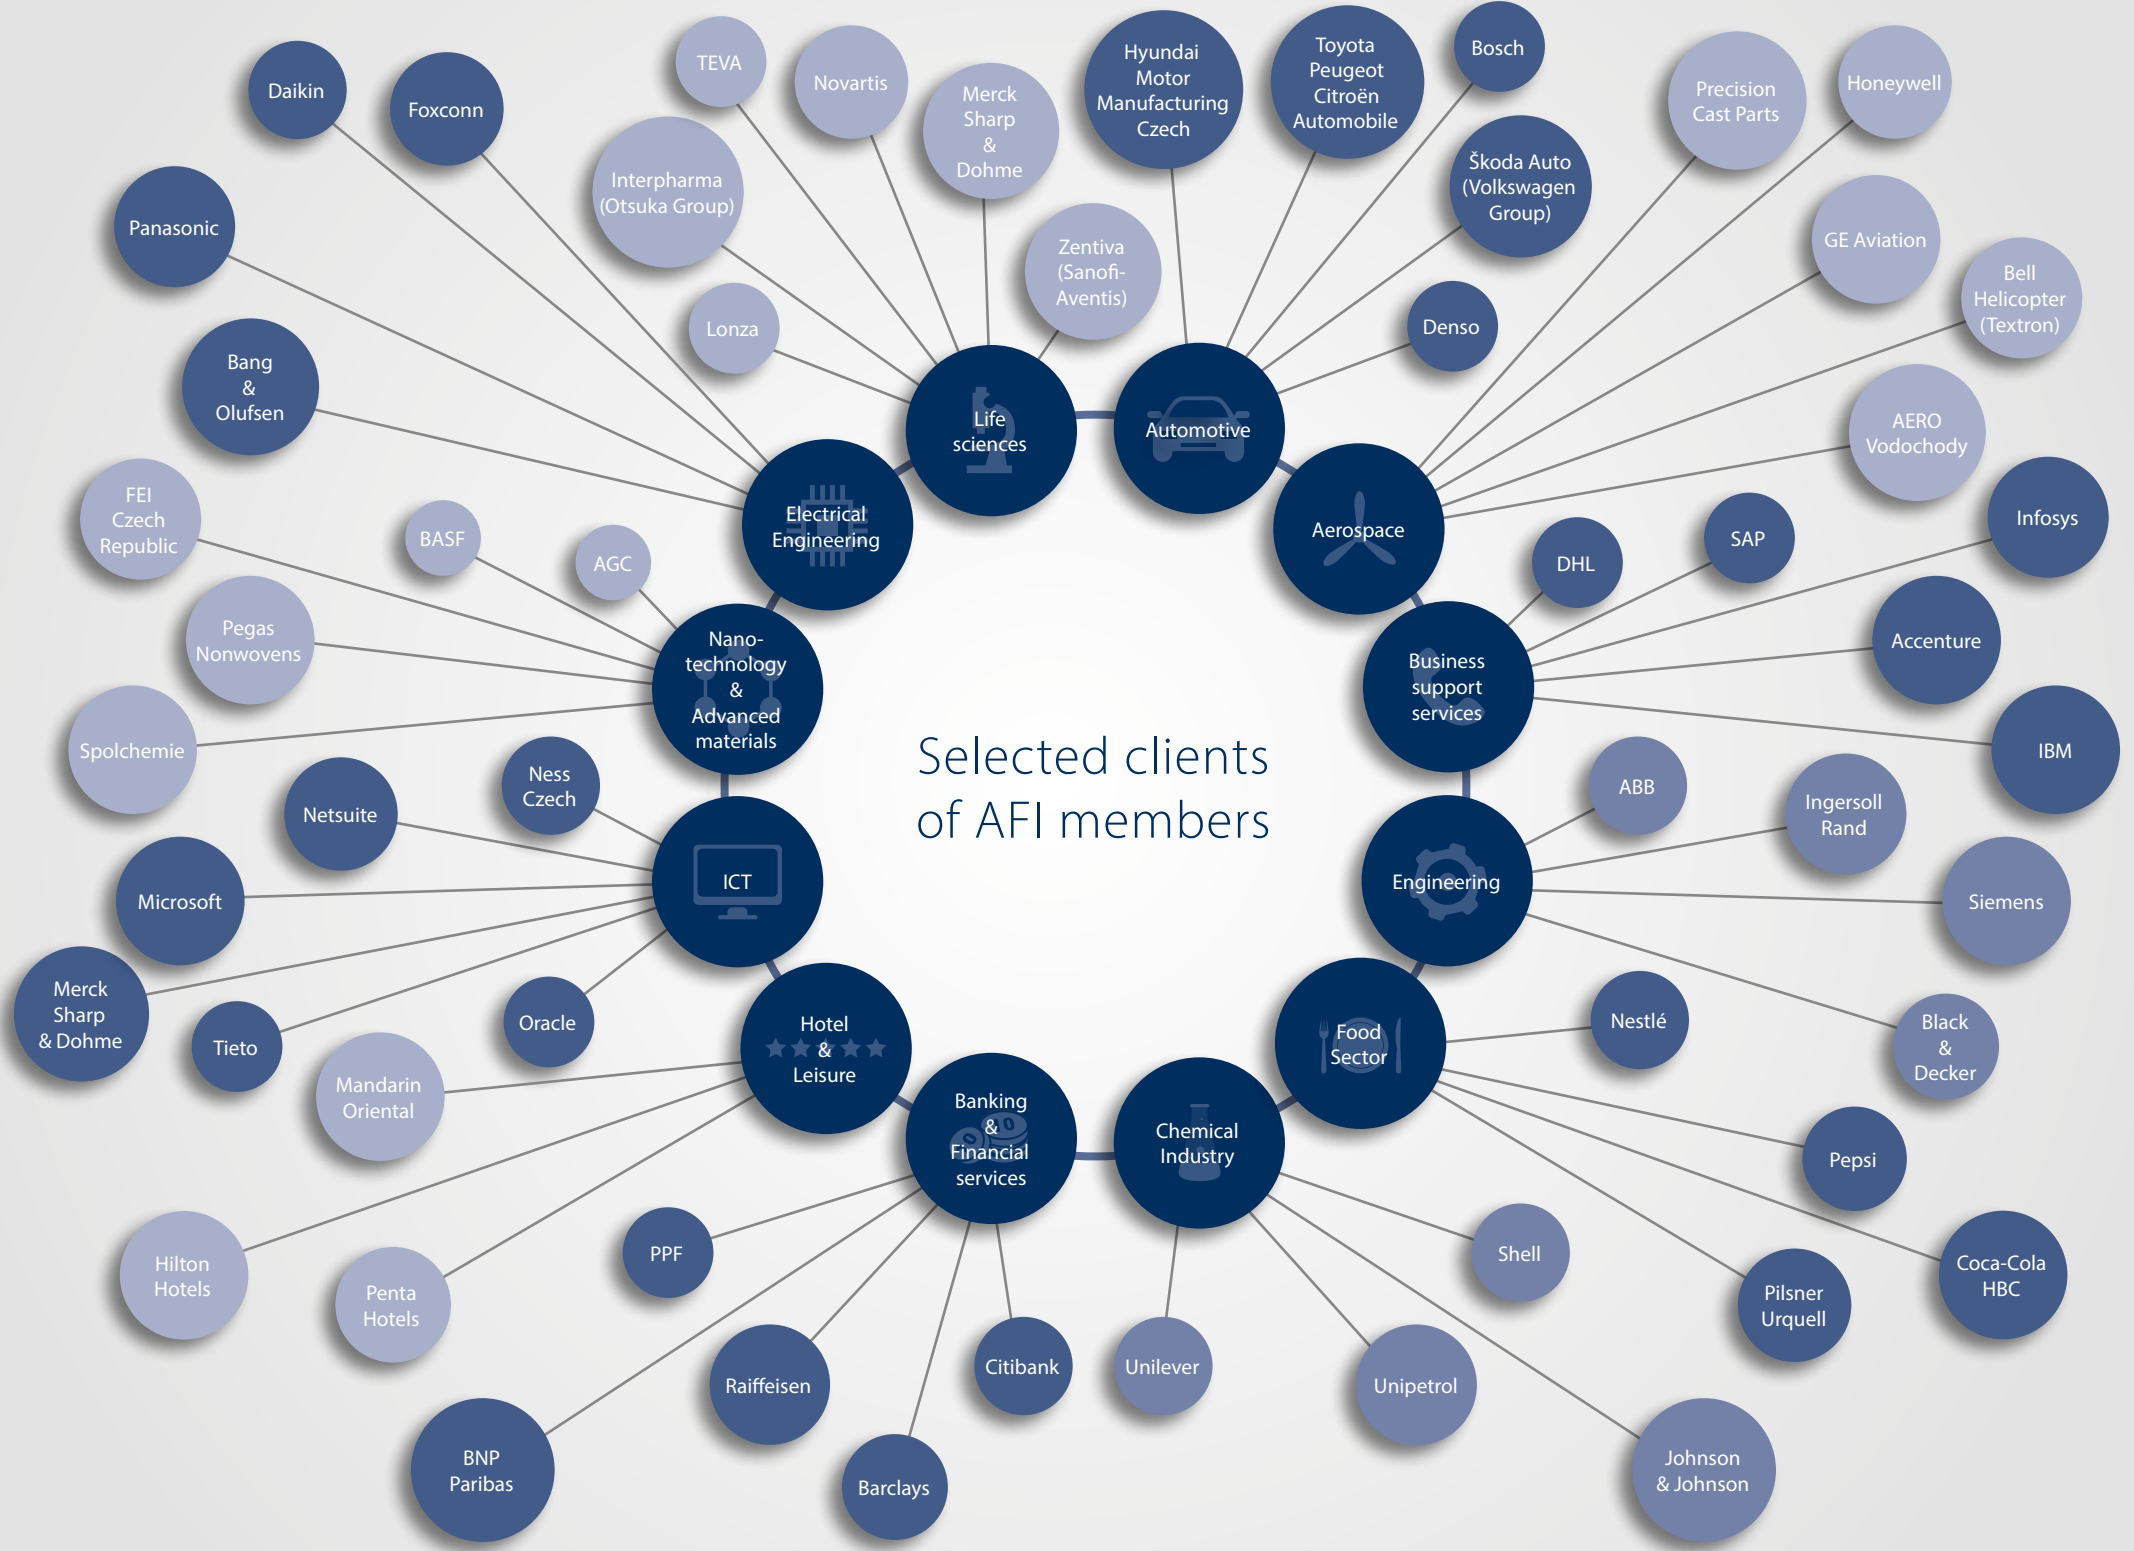 Selected clients
of AFI members
Life
sciences
TEVA
Novartis
Merck
Sharp
&
Dohme
Interpharma
(Otsuka Group)
Zentiva
(Sanofi-
Aventis)
Lonza
Automotive
Hyundai
Motor
Manufacturing
Czech
Toyota
Peugeot
Citroën
Automobile
Bosch
Škoda Auto
(Volkswagen
Group)
Denso
Aerospace
Precision
Cast Parts
Honeywell
GE Aviation
Bell
Helicopter
(Textron)
AERO
Vodochody
Business
support
services
DHL
SAP
Infosys
Accenture
IBM
Engineering
ABB
Ingersoll
Rand
Siemens
Black
&
Decker
Food
Sector
Nestlé
Pepsi
Coca-Cola
HBC
Pilsner
Urquell
Chemical
Industry
Shell
Johnson
& Johnson
Unipetrol
Unilever
Banking
&
Financial
services
Citibank
Barclays
Raiffeisen
BNP
Paribas
PPF
Hotel
&
Leisure
Penta
Hotels
Hilton
Hotels
Mandarin
Oriental
ICT
Oracle
Tieto
Merck
Sharp
& Dohme
Microsoft
Netsuite
Ness
Czech
Nano-
technology
&
Advanced
materials
Spolchemie
Pegas
Nonwovens
FEI
Czech
Republic
BASF
AGC
Electrical
Engineering
Bang
&
Olufsen
Panasonic
Daikin
Foxconn